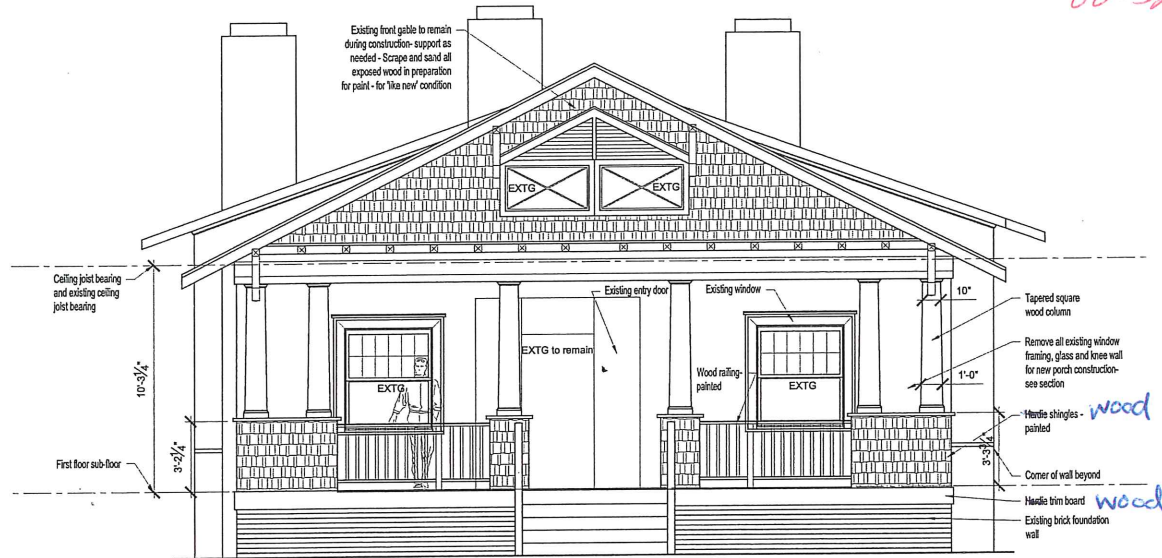 Existing front gable to remain
during construction- support as
needed - Scrape and sand all
exposed wood in preparation
for paint - for 'like new' condition
EXTG
EXTG
Ceiling joist bearing
and existing ceiling
joist bearing
Existing entry door
Existing window
10"
Tapered square
wood column
EXTG to remain
Remove all existing window
framing, glass and knee wall
for new porch construction-
see section
Wood railing-
painted
10'-3 1/4"
EXTG
EXTG
1'-0"
Hardie shingles - wood
painted
3'-2 1/4"
3'-3 3/4"
First floor sub-floor
Corner of wall beyond
Hardie trim board wood
Existing brick foundation
wall